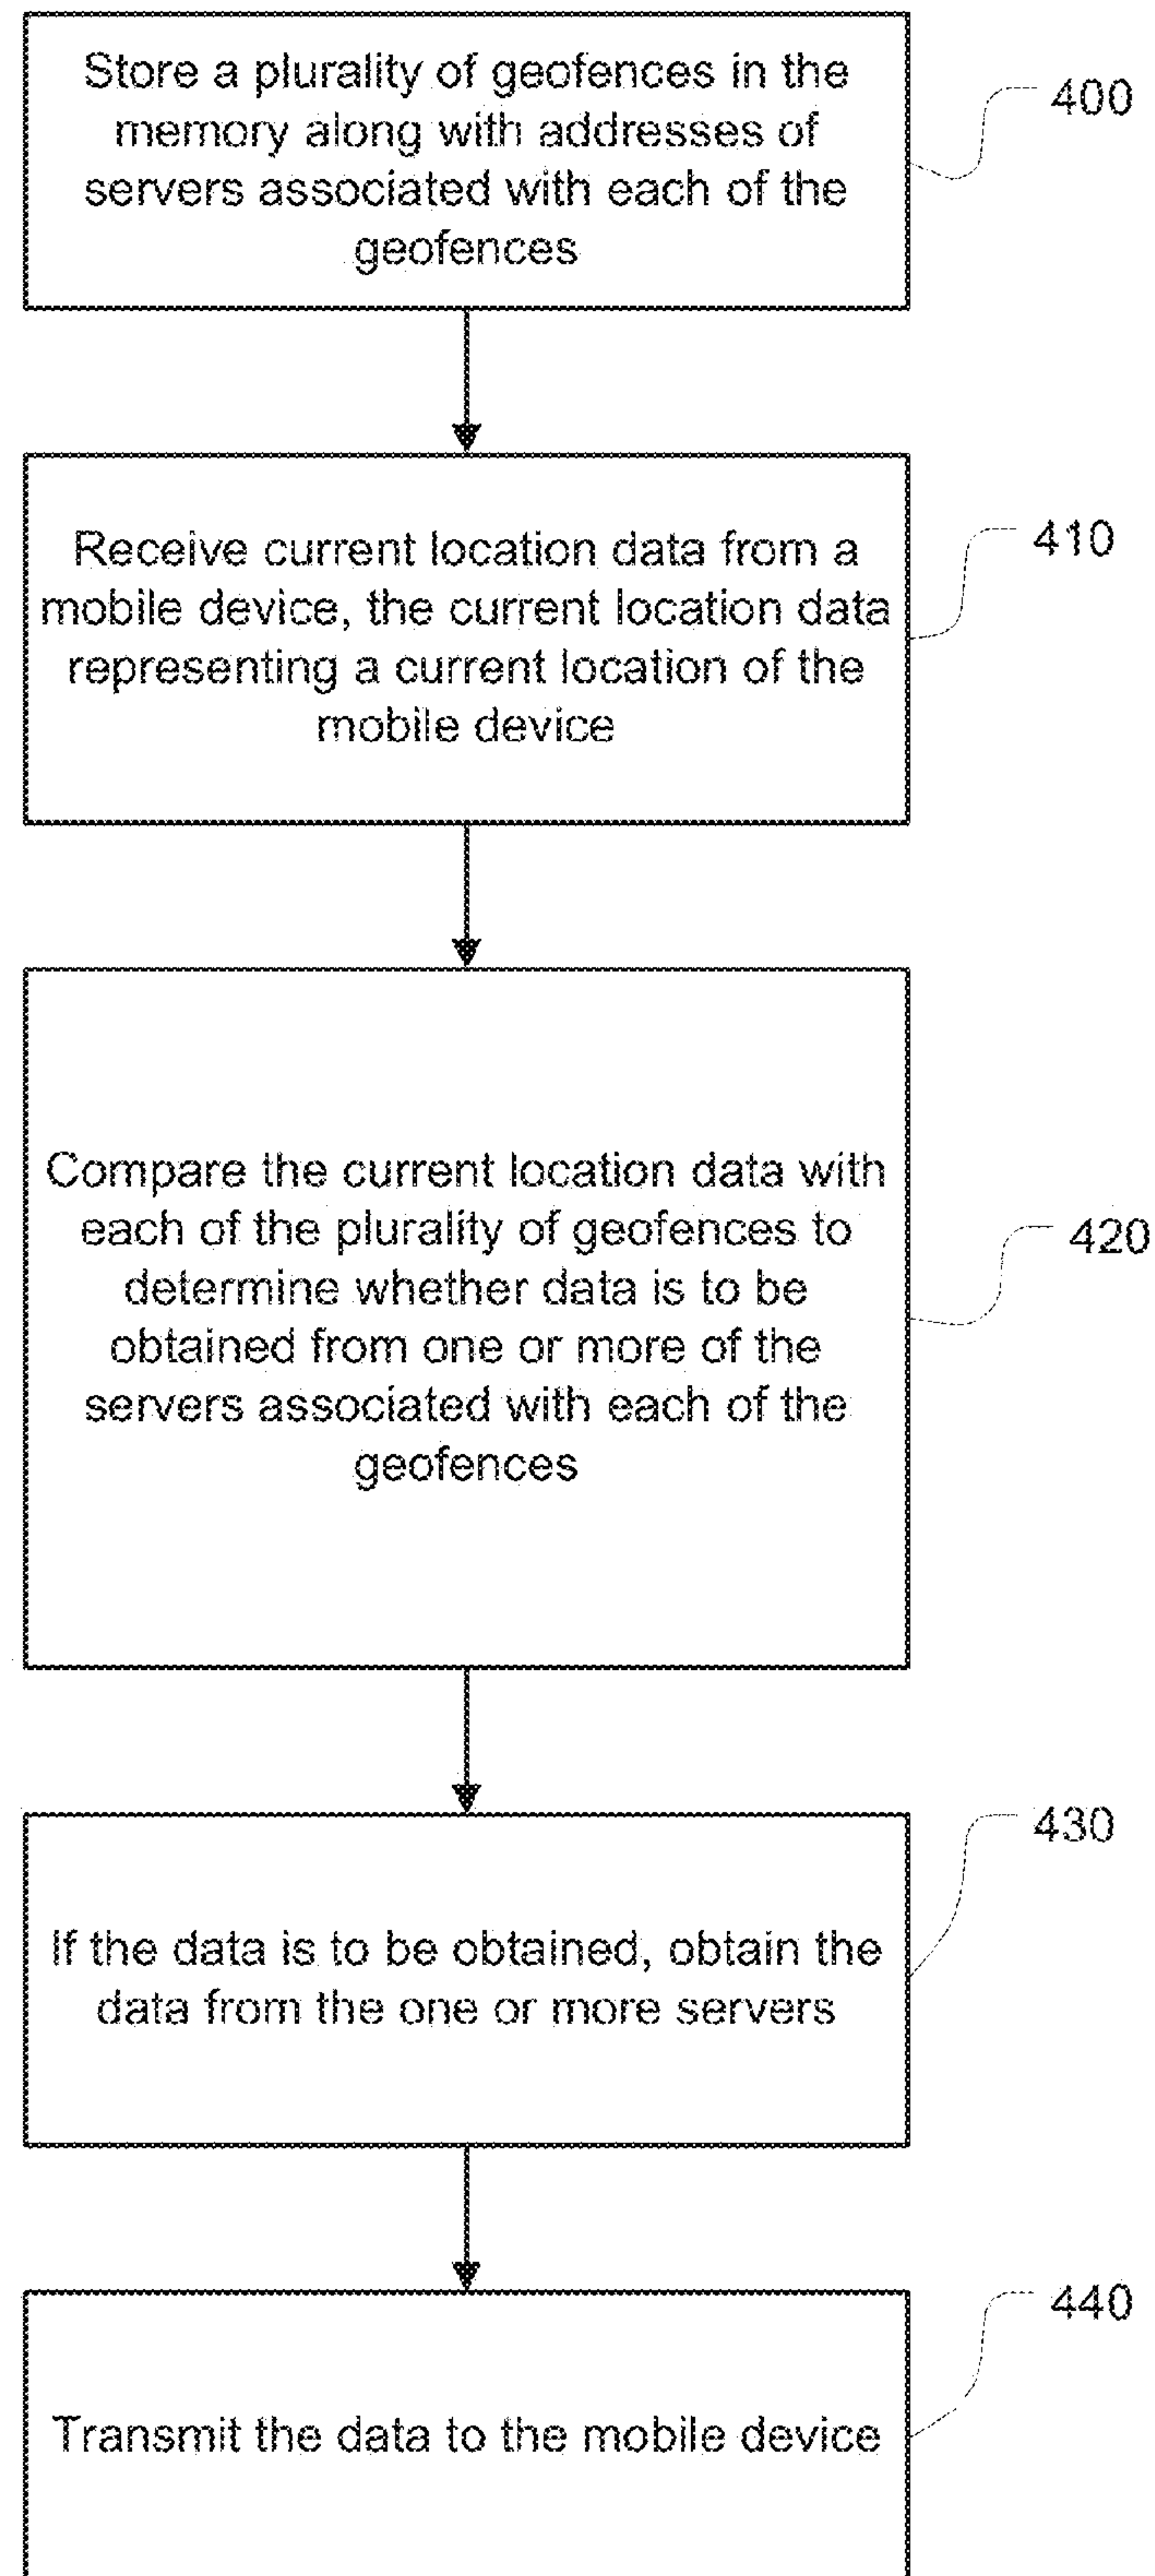 Store a plurality of geofences in the
memory along with addresses of
servers associated with each of the
geofences
400
Receive current location data from a
mobile device, the current location data
representing a current location of the
mobile device
410
Compare the current location data with
each of the plurality of geofences to
determine whether data is to be
obtained from one or more of the
servers associated with each of the
geofences
420
If the data is to be obtained, obtain the
data from the one or more servers
430
Transmit the data to the mobile device
440